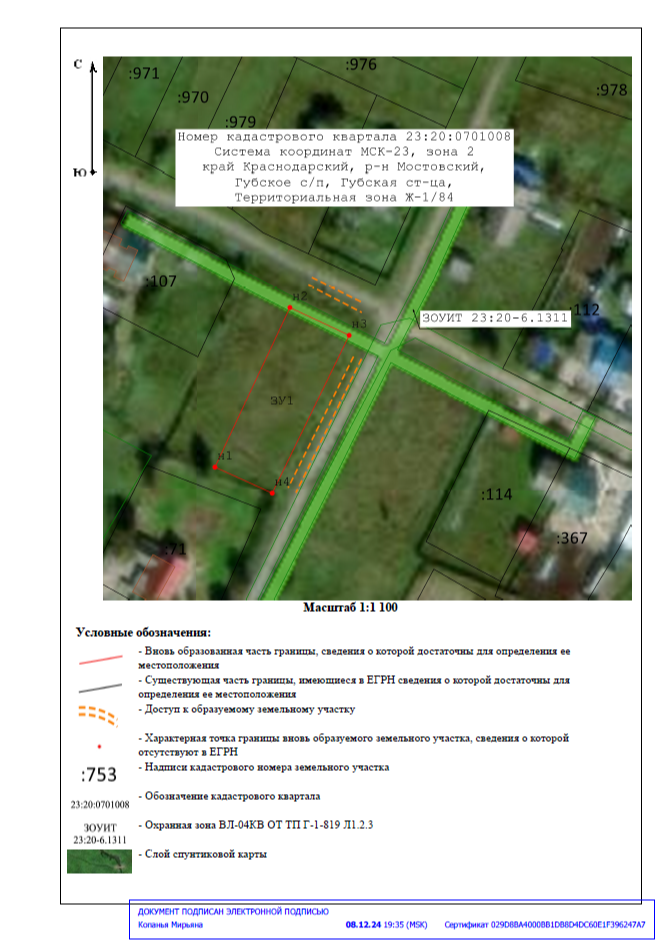 С
Ю
:971
:976
:970
:978
:979
Номер кадастрового квартала 23:20:0701008
Система координат МСК-23, зона 2
край Краснодарский, р-н Мостовский,
Губское с/п, Губская ст-ца,
Территориальная зона Ж-1/84
:107
н2
н3
:112
ЗОУИТ 23:20-6.1311
ЗУ1
н1
н4
:114
:367
:71
Масштаб 1:1 100
Условные обозначения:
- Вновь образованная часть границы, сведения о которой достаточны для определения ее
местоположения
- Существующая часть границы, имеющиеся в ЕГРН сведения о которой достаточны для
определения ее местоположения
- Доступ к образуемому земельному участку
- Характерная точка границы вновь образуемого земельного участка, сведения о которой
отсутствуют в ЕГРН
:753 - Надписи кадастрового номера земельного участка
23:20:0701008 - Обозначение кадастрового квартала
ЗОУИТ
23:20-6.1311 - Охранная зона ВЛ-04КВ ОТ ТП Г-1-819 Л1.2.3
- Слой спунтиковой карты
ДОКУМЕНТ ПОДПИСАН ЭЛЕКТРОННОЙ ПОДПИСЬЮ
Копанья Мирьяна 08.12.24 19:35 (MSK) Сертификат 029D8BA4000BB1DB8D4DC60E1F396247A7